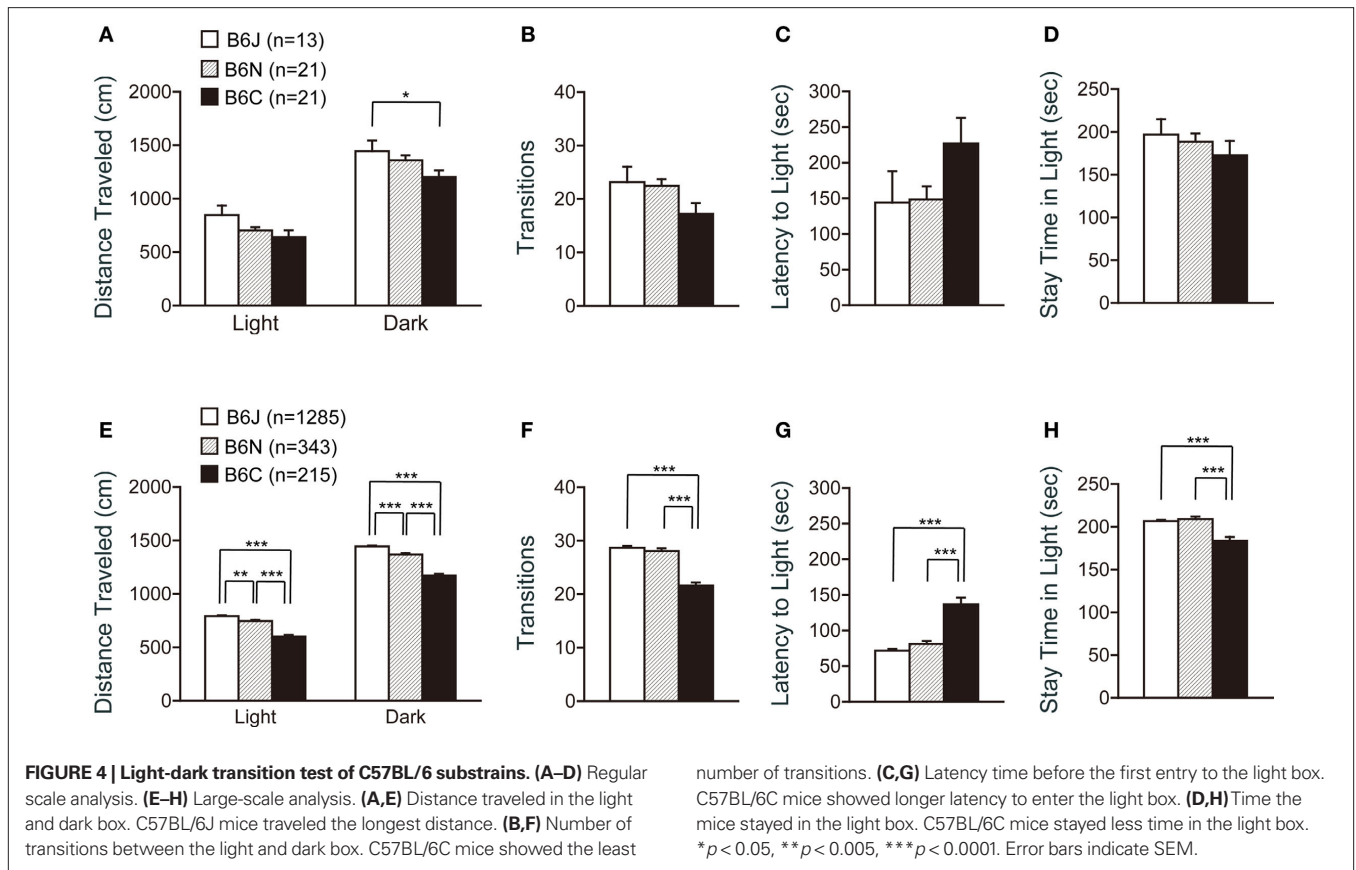 A
B6J (n=13)
B6N (n=21)
B6C (n=21)
Distance Traveled (cm)
2000
1500
1000
500
0
*
Light
Dark
B
Transitions
40
30
20
10
0
C
Latency to Light (sec)
300
250
200
150
100
50
0
D
Stay Time in Light (sec)
250
200
150
100
50
0
E
B6J (n=1285)
B6N (n=343)
B6C (n=215)
Distance Traveled (cm)
2000
1500
1000
500
0
***
** ***
***
*** ***
Light
Dark
F
Transitions
40
30
20
10
0
***
***
G
Latency to Light (sec)
300
250
200
150
100
50
0
***
***
H
Stay Time in Light (sec)
250
200
150
100
50
0
***
***
FIGURE 4 | Light-dark transition test of C57BL/6 substrains. (A–D) Regular
scale analysis. (E–H) Large-scale analysis. (A,E) Distance traveled in the light
and dark box. C57BL/6J mice traveled the longest distance. (B,F) Number of
transitions between the light and dark box. C57BL/6C mice showed the least
number of transitions. (C,G) Latency time before the first entry to the light box.
C57BL/6C mice showed longer latency to enter the light box. (D,H) Time the
mice stayed in the light box. C57BL/6C mice stayed less time in the light box.
*p < 0.05, **p < 0.005, ***p < 0.0001. Error bars indicate SEM.